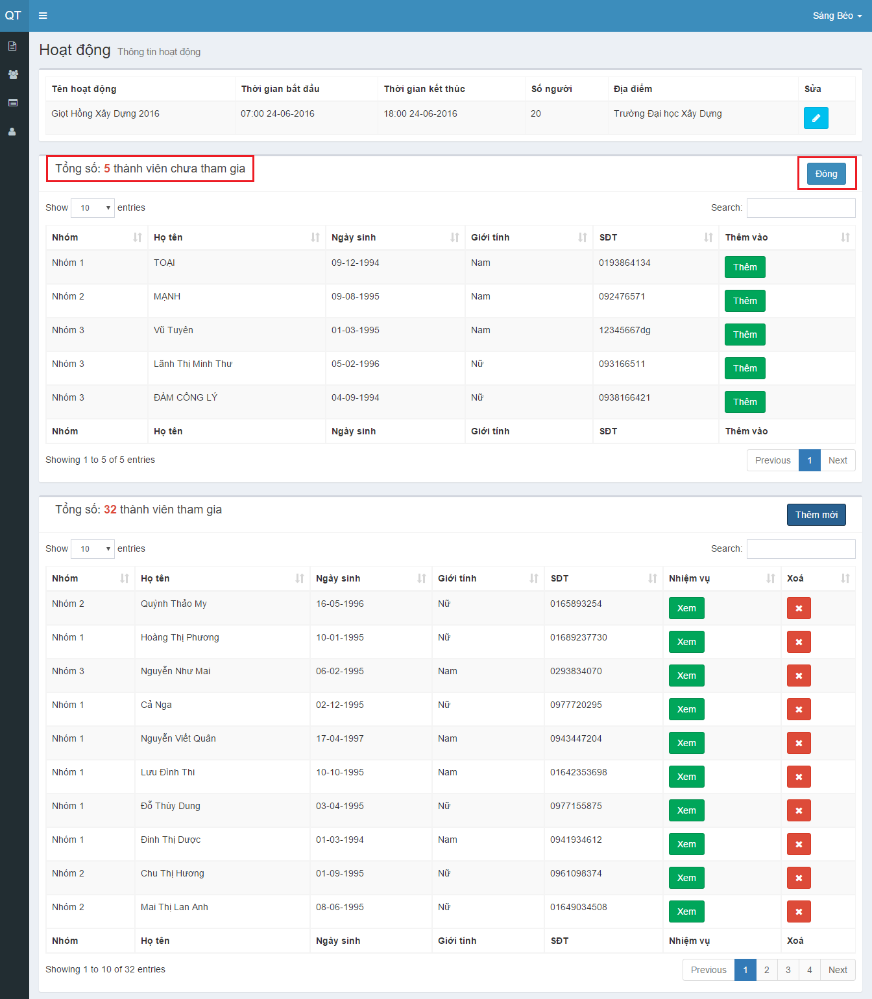 QT Sáng Béo
Hoạt động Thông tin hoạt động
Tên hoạt động Thời gian bắt đầu Thời gian kết thúc Số người Địa điểm Sửa
Giọt Hồng Xây Dựng 2016 07:00 24-06-2016 18:00 24-06-2016 20 Trường Đại học Xây Dựng
Tổng số: 5 thành viên chưa tham gia Đóng
Show 10 entries Search:
Nhóm Họ tên Ngày sinh Giới tính SĐT Thêm vào
Nhóm 1 TOẠI 09-12-1994 Nam 0193864134 Thêm
Nhóm 2 MẠNH 09-08-1995 Nam 092476571 Thêm
Nhóm 3 Vũ Tuyên 01-03-1995 Nam 12345667dg Thêm
Nhóm 3 Lãnh Thị Minh Thư 05-02-1996 Nữ 093166511 Thêm
Nhóm 3 ĐÀM CÔNG LÝ 04-09-1994 Nữ 0938166421 Thêm
Nhóm Họ tên Ngày sinh Giới tính SĐT Thêm vào
Showing 1 to 5 of 5 entries Previous 1 Next
Tổng số: 32 thành viên tham gia Thêm mới
Show 10 entries Search:
Nhóm Họ tên Ngày sinh Giới tính SĐT Nhiệm vụ Xoá
Nhóm 2 Quỳnh Thảo My 16-05-1996 Nữ 0165893254 Xem
Nhóm 1 Hoàng Thị Phương 10-01-1995 Nữ 01689237730 Xem
Nhóm 3 Nguyễn Như Mai 06-02-1995 Nam 0293834070 Xem
Nhóm 1 Cả Nga 02-12-1995 Nữ 0977720295 Xem
Nhóm 1 Nguyễn Viết Quân 17-04-1997 Nam 0943447204 Xem
Nhóm 1 Lưu Đình Thi 10-10-1995 Nam 01642353698 Xem
Nhóm 1 Đỗ Thùy Dung 03-04-1995 Nữ 0977155875 Xem
Nhóm 1 Đinh Thị Dược 01-03-1994 Nam 0941934612 Xem
Nhóm 2 Chu Thị Hương 01-09-1995 Nữ 0961098374 Xem
Nhóm 2 Mai Thị Lan Anh 08-06-1995 Nữ 01649034508 Xem
Nhóm Họ tên Ngày sinh Giới tính SĐT Nhiệm vụ Xoá
Showing 1 to 10 of 32 entries Previous 1 2 3 4 Next